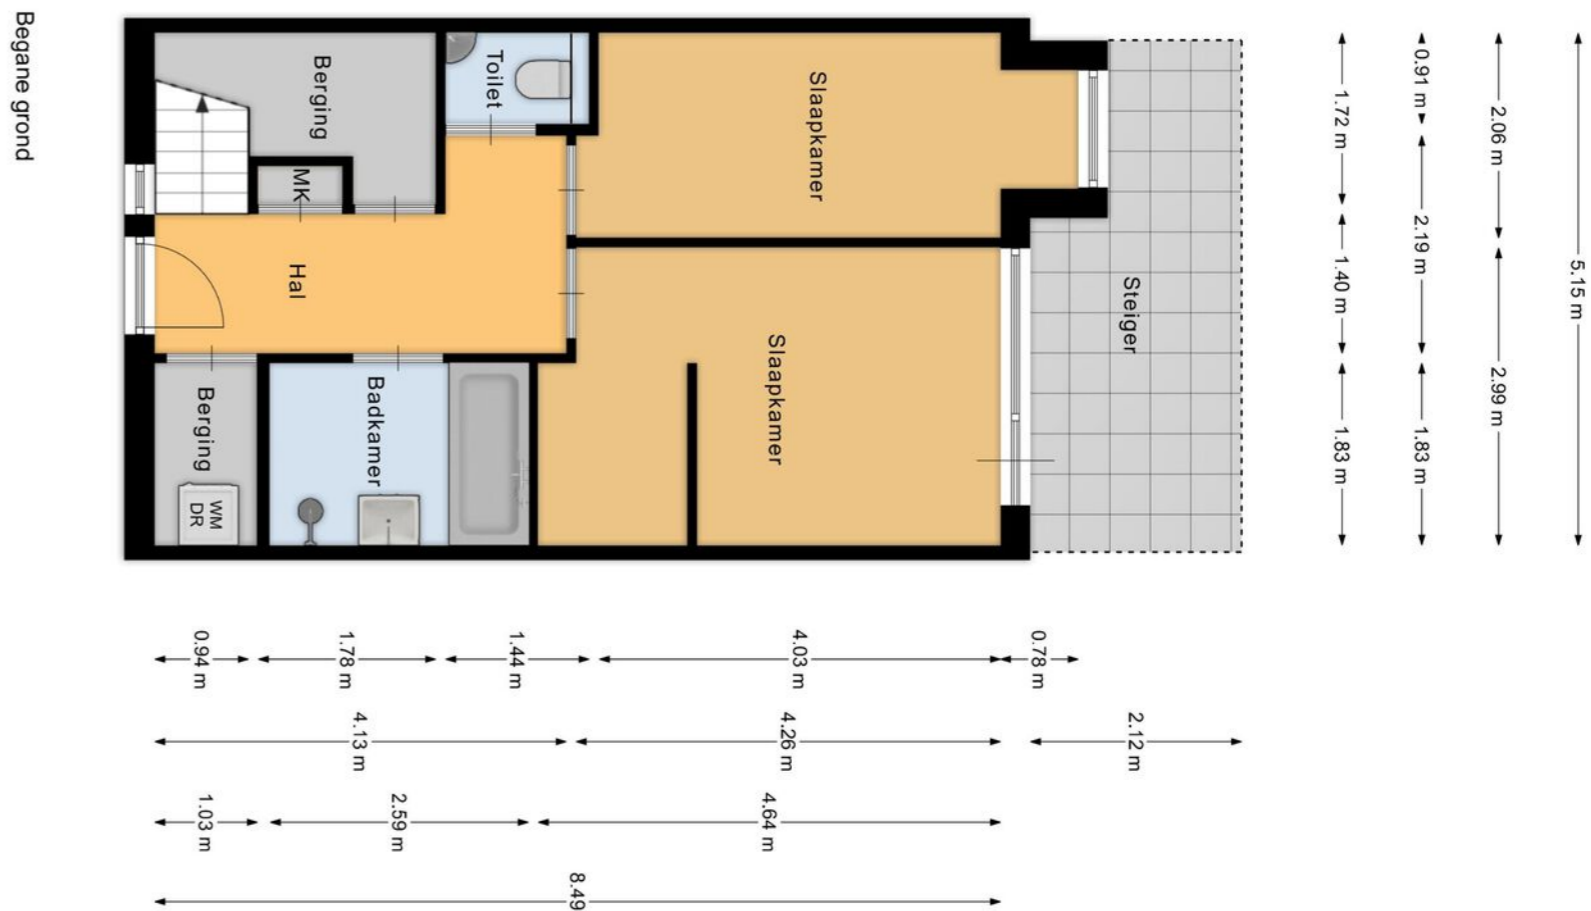 Begane grond
Berging
Toilet
Slaapkamer
MK
Hal
Steiger
Slaapkamer
Berging
Badkamer
WM
DR
0.91 m
1.72 m
2.06 m
2.19 m
1.40 m
5.15 m
2.99 m
1.83 m
1.83 m
0.94 m
1.78 m
1.44 m
4.03 m
0.78 m
4.13 m
4.26 m
2.12 m
1.03 m
2.59 m
4.64 m
8.49